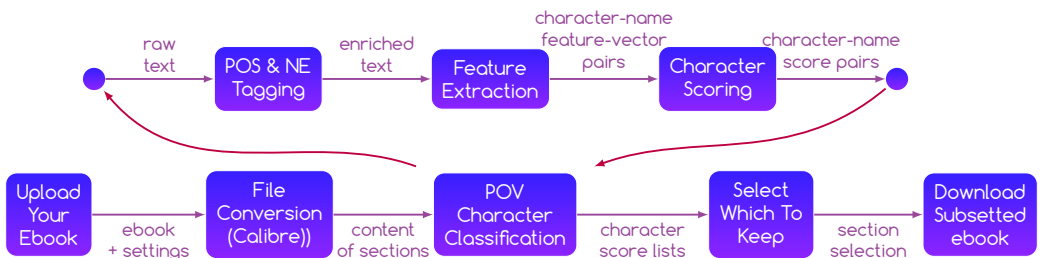 raw
text
POS & NE
Tagging
enriched
text
Feature
Extraction
character-name
feature-vector
pairs
Character
Scoring
character-name
score pairs
Upload
Your
Ebook
ebook
+ settings
File
Conversion
(Calibre))
content
of sections
POV
Character
Classification
character
score lists
Select
Which To
Keep
section
selection
Download
Subsetted
ebook